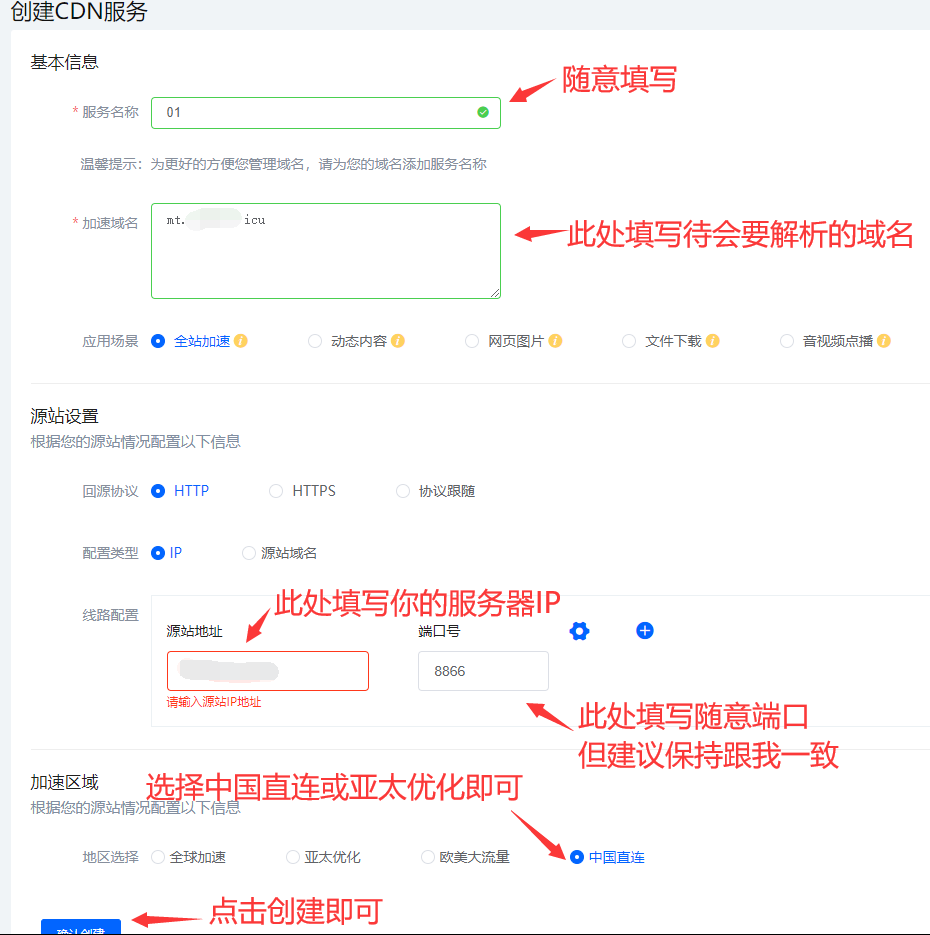 创建CDN服务
基本信息
随意填写
* 服务名称
01
温馨提示：为更好的方便您管理域名，请为您的域名添加服务名称
* 加速域名
mt. icu
此处填写待会要解析的域名
应用场景 全站加速 动态内容 网页图片 文件下载 音视频点播
源站设置
根据您的源站情况配置以下信息
回源协议 HTTP HTTPS 协议跟随
配置类型 IP 源站域名
此处填写你的服务器IP
线路配置
源站地址 端口号
8866
请输入源站IP地址
此处填写随意端口
但建议保持跟我一致
加速区域
选择中国直连或亚太优化即可
根据您的源站情况配置以下信息
地区选择 全球加速 亚太优化 欧美大流量 中国直连
点击创建即可
确认创建